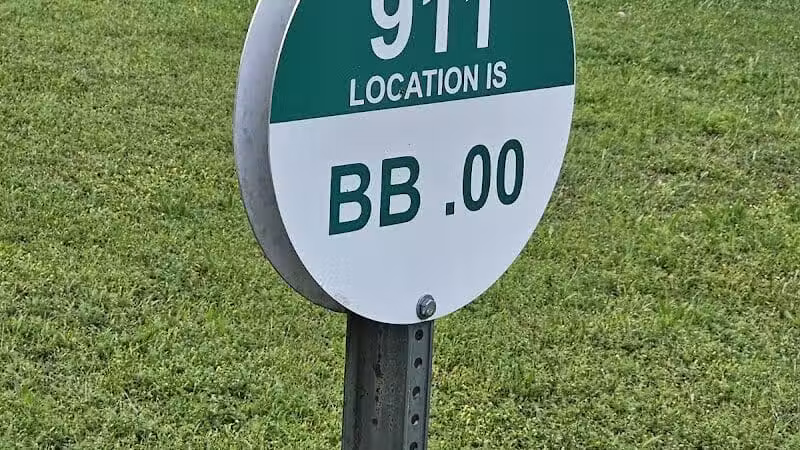 911
LOCATION IS
BB .00